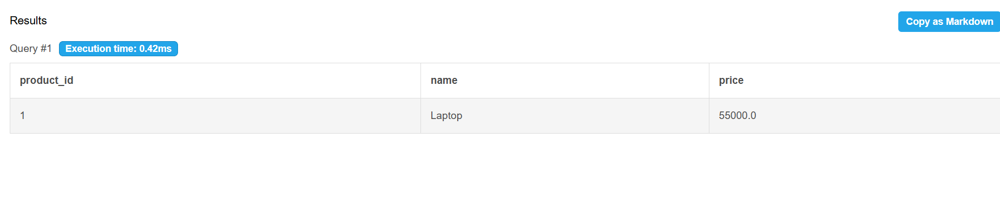 Results
Copy as Markdown
Query #1 Execution time: 0.42ms
product_id name price
1 Laptop 55000.0